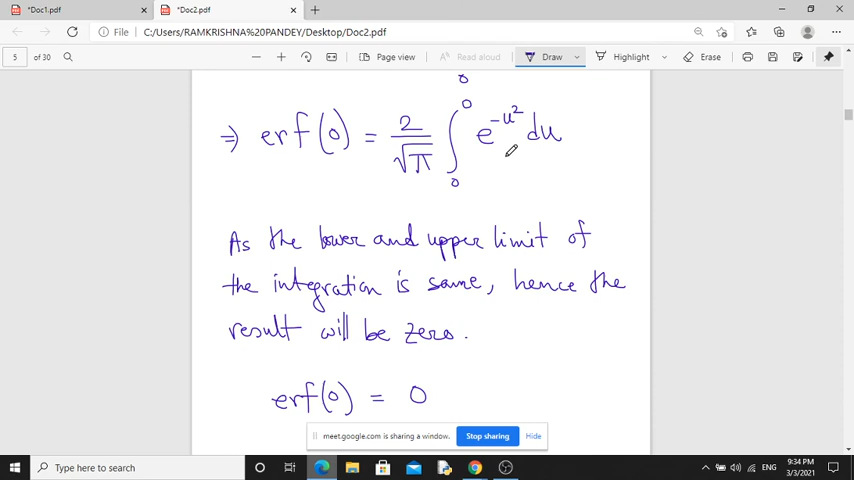 *Doc1.pdf
*Doc2.pdf
File C:/Users/RAMKRISHNA%20PANDEY/Desktop/Doc2.pdf
5 of 30 Page view Read aloud Draw Highlight Erase
0
⇒ erf(0) = 2/√π ∫₀⁰ e^-u² du
As the lower and upper limit of
the integration is same, hence the
result will be zero.
erf(0) = 0
meet.google.com is sharing a window. Stop sharing Hide
Type here to search
ENG
9:34 PM
3/3/2021